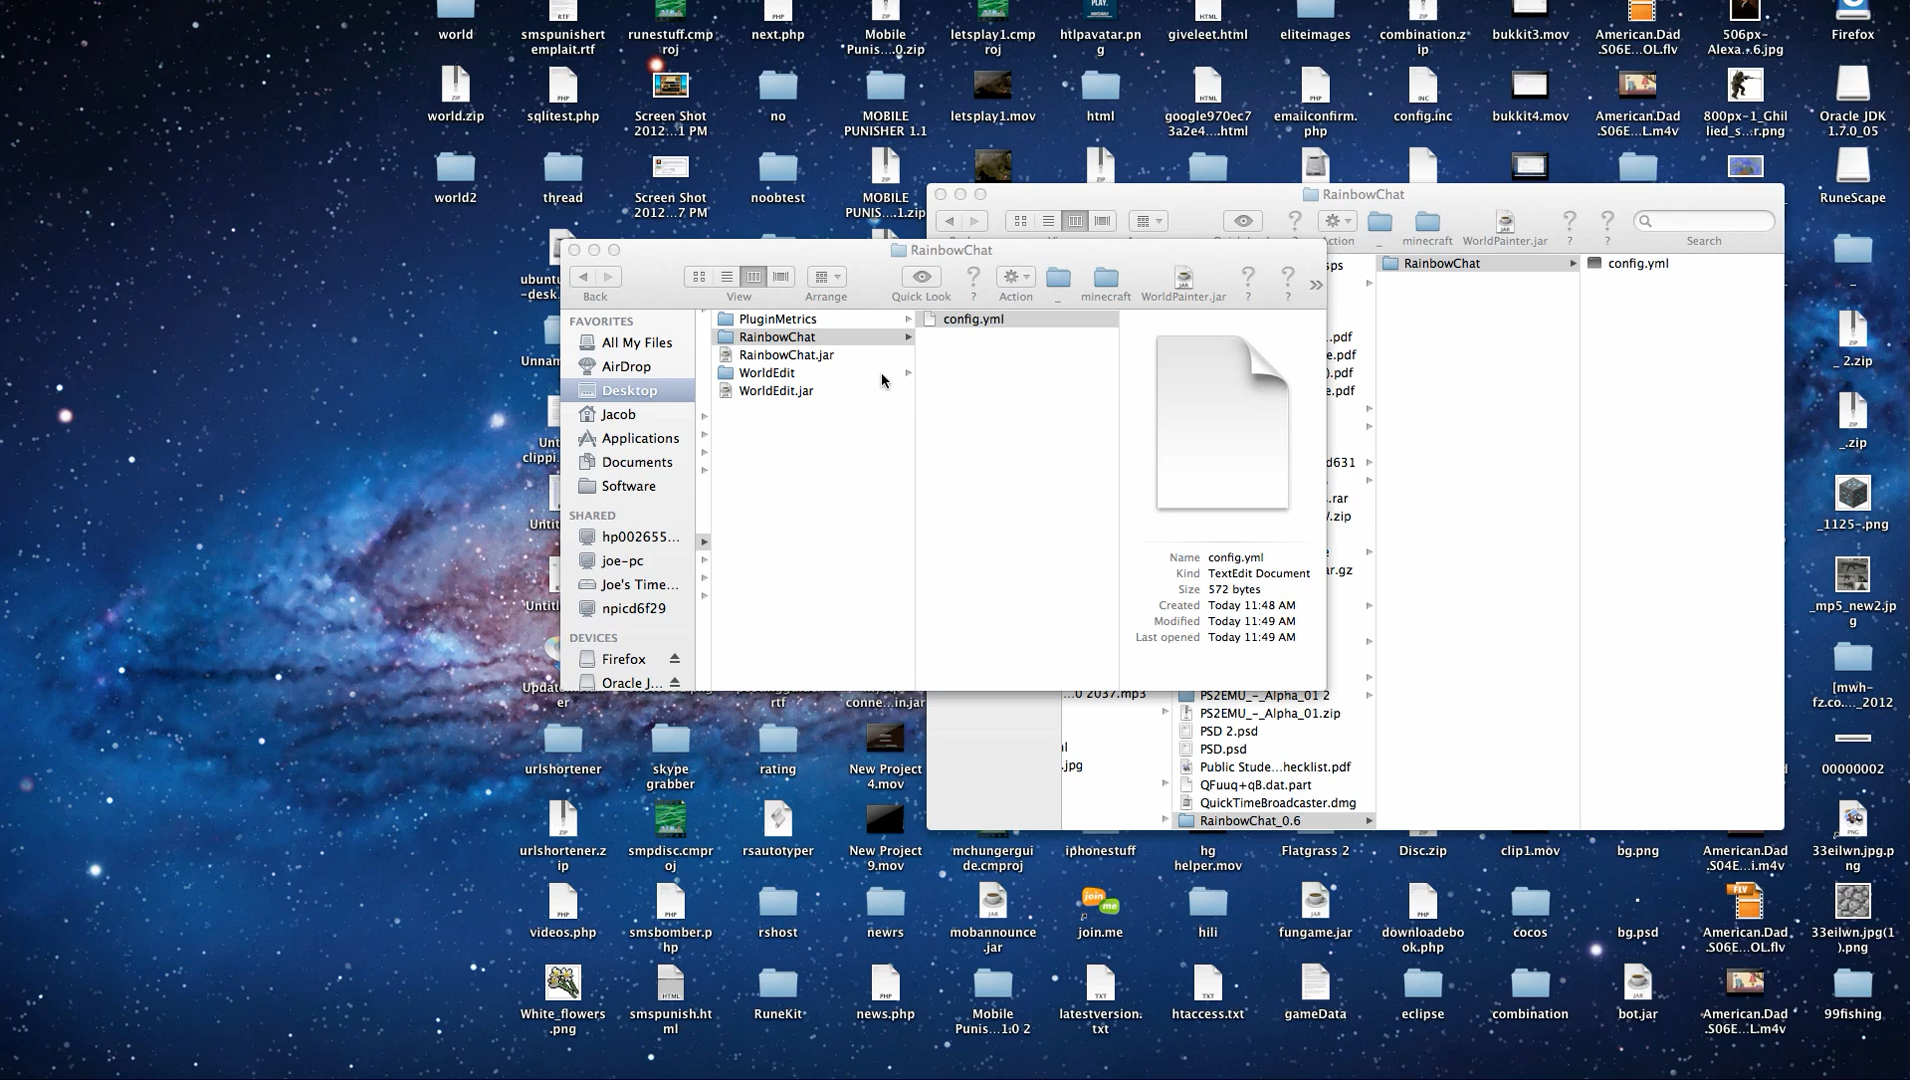 world
smspunishert
emplait.rtf
runestuff.cmp
roj
next.php
Mobile
Punis....0.zip
letsplay1.cmp
roj
htlpavatar.pn
g
giveleet.html
eliteimages
combination.z
ip
bukkit3.mov
American.Dad
.S06E...OL.flv
506px-
Alexa...6.jpg
Firefox
world.zip
sqlitest.php
Screen Shot
2012...1 PM
no
MOBILE
PUNISHER 1.1
letsplay1.mov
html
google970ec7
3a2e4....html
emailconfirm.
php
config.inc
bukkit4.mov
American.Dad
.S06E...L.m4v
800px-1_Ghil
lied_s...r.png
Oracle JDK
1.7.0_05
world2
thread
Screen Shot
2012...7 PM
noobtest
MOBILE
PUNIS....1.zip
RuneScape
RainbowChat
Action
_
minecraft
WorldPainter.jar
?
?
Search
RainbowChat
config.yml
RainbowChat
Back
View
Arrange
Quick Look
?
Action
_
minecraft
WorldPainter.jar
?
?
FAVORITES
All My Files
AirDrop
Desktop
Jacob
Applications
Documents
Software
SHARED
hp002655...
joe-pc
Joe's Time...
npicd6f29
DEVICES
Firefox
Oracle J...
PluginMetrics
RainbowChat
RainbowChat.jar
WorldEdit
WorldEdit.jar
config.yml
Name config.yml
Kind TextEdit Document
Size 572 bytes
Created Today 11:48 AM
Modified Today 11:49 AM
Last opened Today 11:49 AM
PS2EMU_-_Alpha_01 2
PS2EMU_-_Alpha_01.zip
PSD 2.psd
PSD.psd
Public Stude...hecklist.pdf
QFuuq+qB.dat.part
QuickTimeBroadcaster.dmg
RainbowChat_0.6
_
_ 2.zip
_.zip
_1125-.png
_mp5_new2.jp
g
[mwh-
fz.co...._2012
00000002
urlshortener
skype
grabber
rating
New Project
4.mov
urlshortener.z
ip
smpdisc.cmpr
oj
rsautotyper
New Project
9.mov
mchungergui
de.cmproj
iphonestuff
hg
helper.mov
Flatgrass 2
Disc.zip
clip1.mov
bg.png
American.Dad
.S04E...i.m4v
33eilwn.jpg.p
ng
videos.php
smsbomber.p
hp
rshost
newrs
mobannounce
.jar
join.me
hili
fungame.jar
downloadebo
ok.php
cocos
bg.psd
American.Dad
.S06E...OL.flv
33eilwn.jpg(1
).png
White_flowers
.png
smspunish.ht
ml
RuneKit
news.php
Mobile
Punis...1.0 2
latestversion.
txt
htaccess.txt
gameData
eclipse
combination
bot.jar
American.Dad
.S06E...L.m4v
99fishing